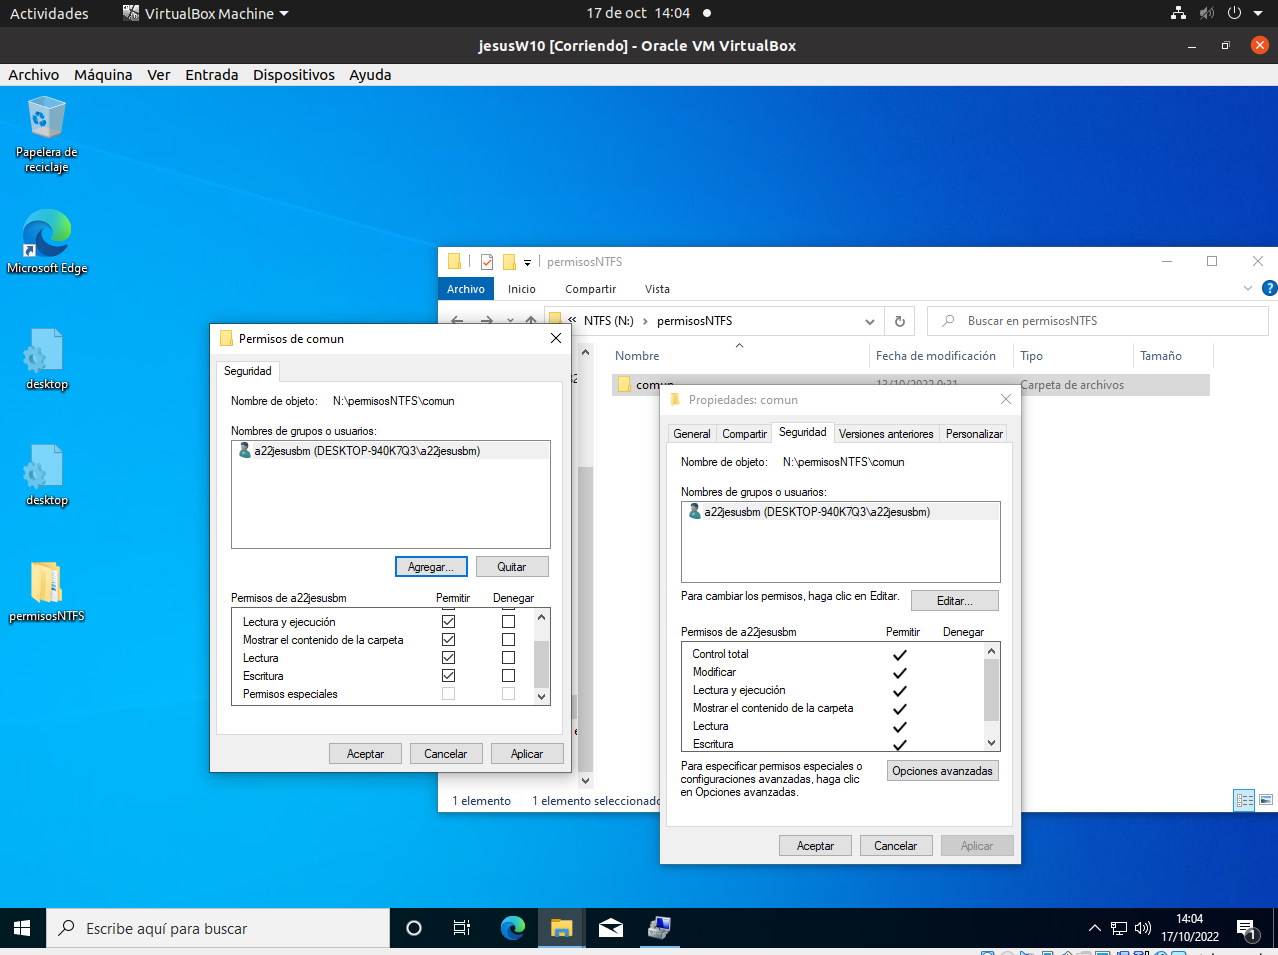 Actividades
VirtualBox Machine
17 de oct 14:04
jesusW10 [Corriendo] - Oracle VM VirtualBox
Archivo Máquina Ver Entrada Dispositivos Ayuda
Papelera de
reciclaje
Microsoft Edge
desktop
desktop
permisosNTFS
permisosNTFS
Archivo Inicio Compartir Vista
« NTFS (N:) › permisosNTFS
Buscar en permisosNTFS
Nombre Fecha de modificación Tipo Tamaño
comun 13/10/2022 9:31 Carpeta de archivos
1 elemento 1 elemento seleccionado
Permisos de comun
Seguridad
Nombre de objeto: N:\permisosNTFS\comun
Nombres de grupos o usuarios:
a22jesusbm (DESKTOP-940K7Q3\a22jesusbm)
Agregar... Quitar
Permisos de a22jesusbm Permitir Denegar
Lectura y ejecución
Mostrar el contenido de la carpeta
Lectura
Escritura
Permisos especiales
Aceptar Cancelar Aplicar
Propiedades: comun
General Compartir Seguridad Versiones anteriores Personalizar
Nombre de objeto: N:\permisosNTFS\comun
Nombres de grupos o usuarios:
a22jesusbm (DESKTOP-940K7Q3\a22jesusbm)
Para cambiar los permisos, haga clic en Editar. Editar...
Permisos de a22jesusbm Permitir Denegar
Control total
Modificar
Lectura y ejecución
Mostrar el contenido de la carpeta
Lectura
Escritura
Para especificar permisos especiales o
configuraciones avanzadas, haga clic
en Opciones avanzadas.
Opciones avanzadas
Aceptar Cancelar Aplicar
Escribe aquí para buscar
14:04
17/10/2022
1